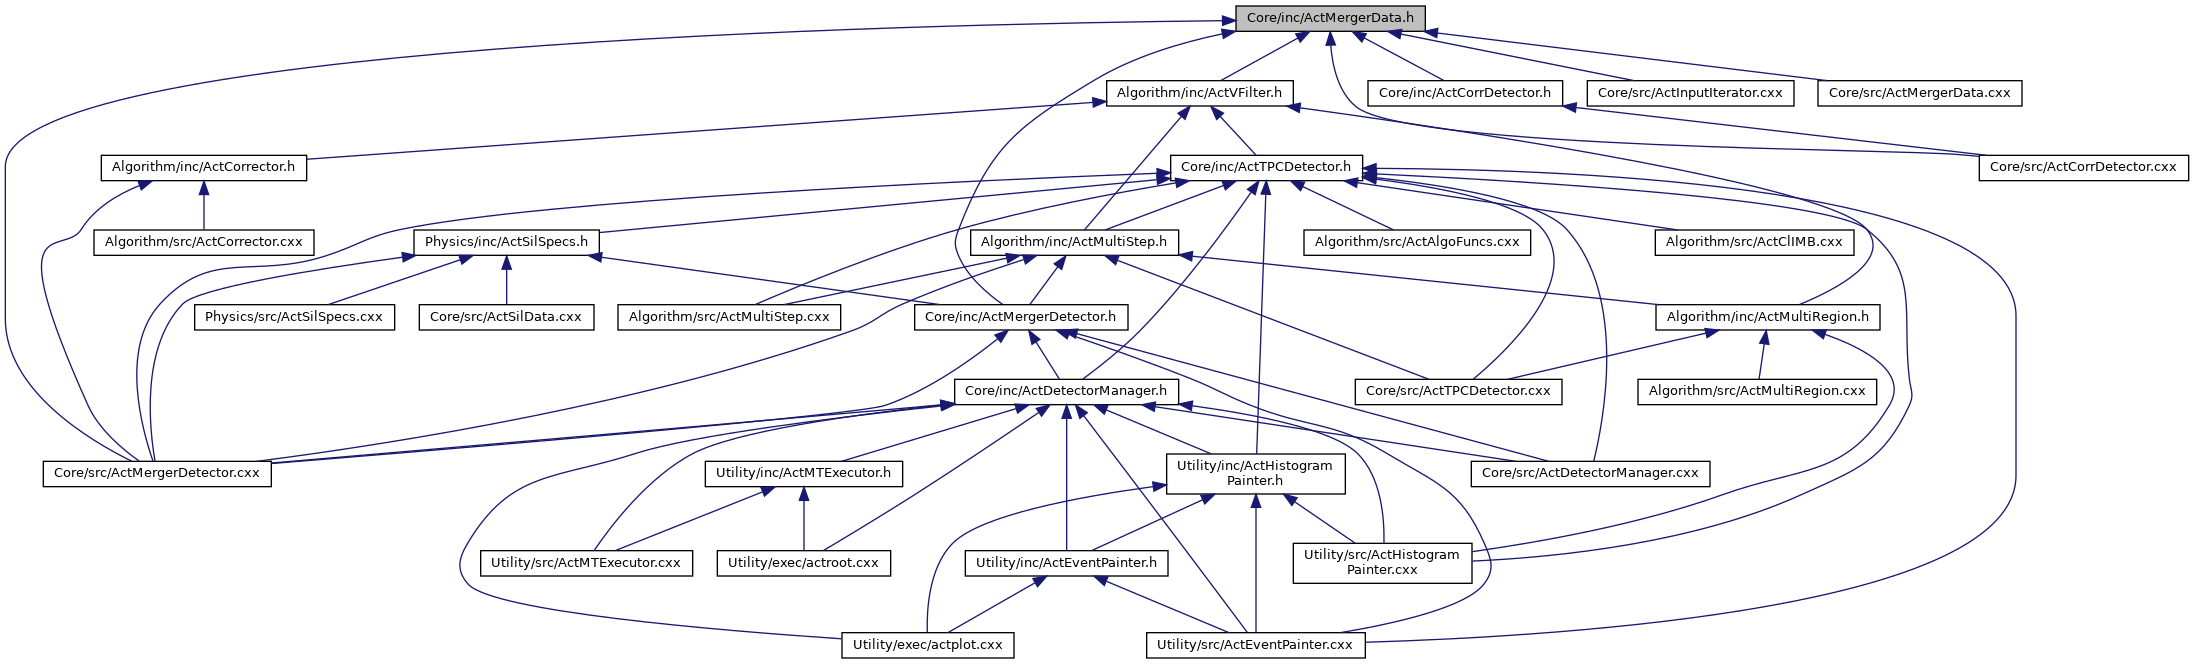 Core/inc/ActMergerData.h
Algorithm/inc/ActVFilter.h
Core/inc/ActCorrDetector.h
Core/src/ActInputIterator.cxx
Core/src/ActMergerData.cxx
Algorithm/inc/ActCorrector.h
Core/inc/ActTPCDetector.h
Core/src/ActCorrDetector.cxx
Algorithm/src/ActCorrector.cxx
Physics/inc/ActSilSpecs.h
Algorithm/inc/ActMultiStep.h
Algorithm/src/ActAlgoFuncs.cxx
Algorithm/src/ActClIMB.cxx
Physics/src/ActSilSpecs.cxx
Core/src/ActSilData.cxx
Algorithm/src/ActMultiStep.cxx
Core/inc/ActMergerDetector.h
Algorithm/inc/ActMultiRegion.h
Core/inc/ActDetectorManager.h
Core/src/ActTPCDetector.cxx
Algorithm/src/ActMultiRegion.cxx
Core/src/ActMergerDetector.cxx
Utility/inc/ActMTExecutor.h
Utility/inc/ActHistogram
Painter.h
Core/src/ActDetectorManager.cxx
Utility/src/ActMTExecutor.cxx
Utility/exec/actroot.cxx
Utility/inc/ActEventPainter.h
Utility/src/ActHistogram
Painter.cxx
Utility/exec/actplot.cxx
Utility/src/ActEventPainter.cxx